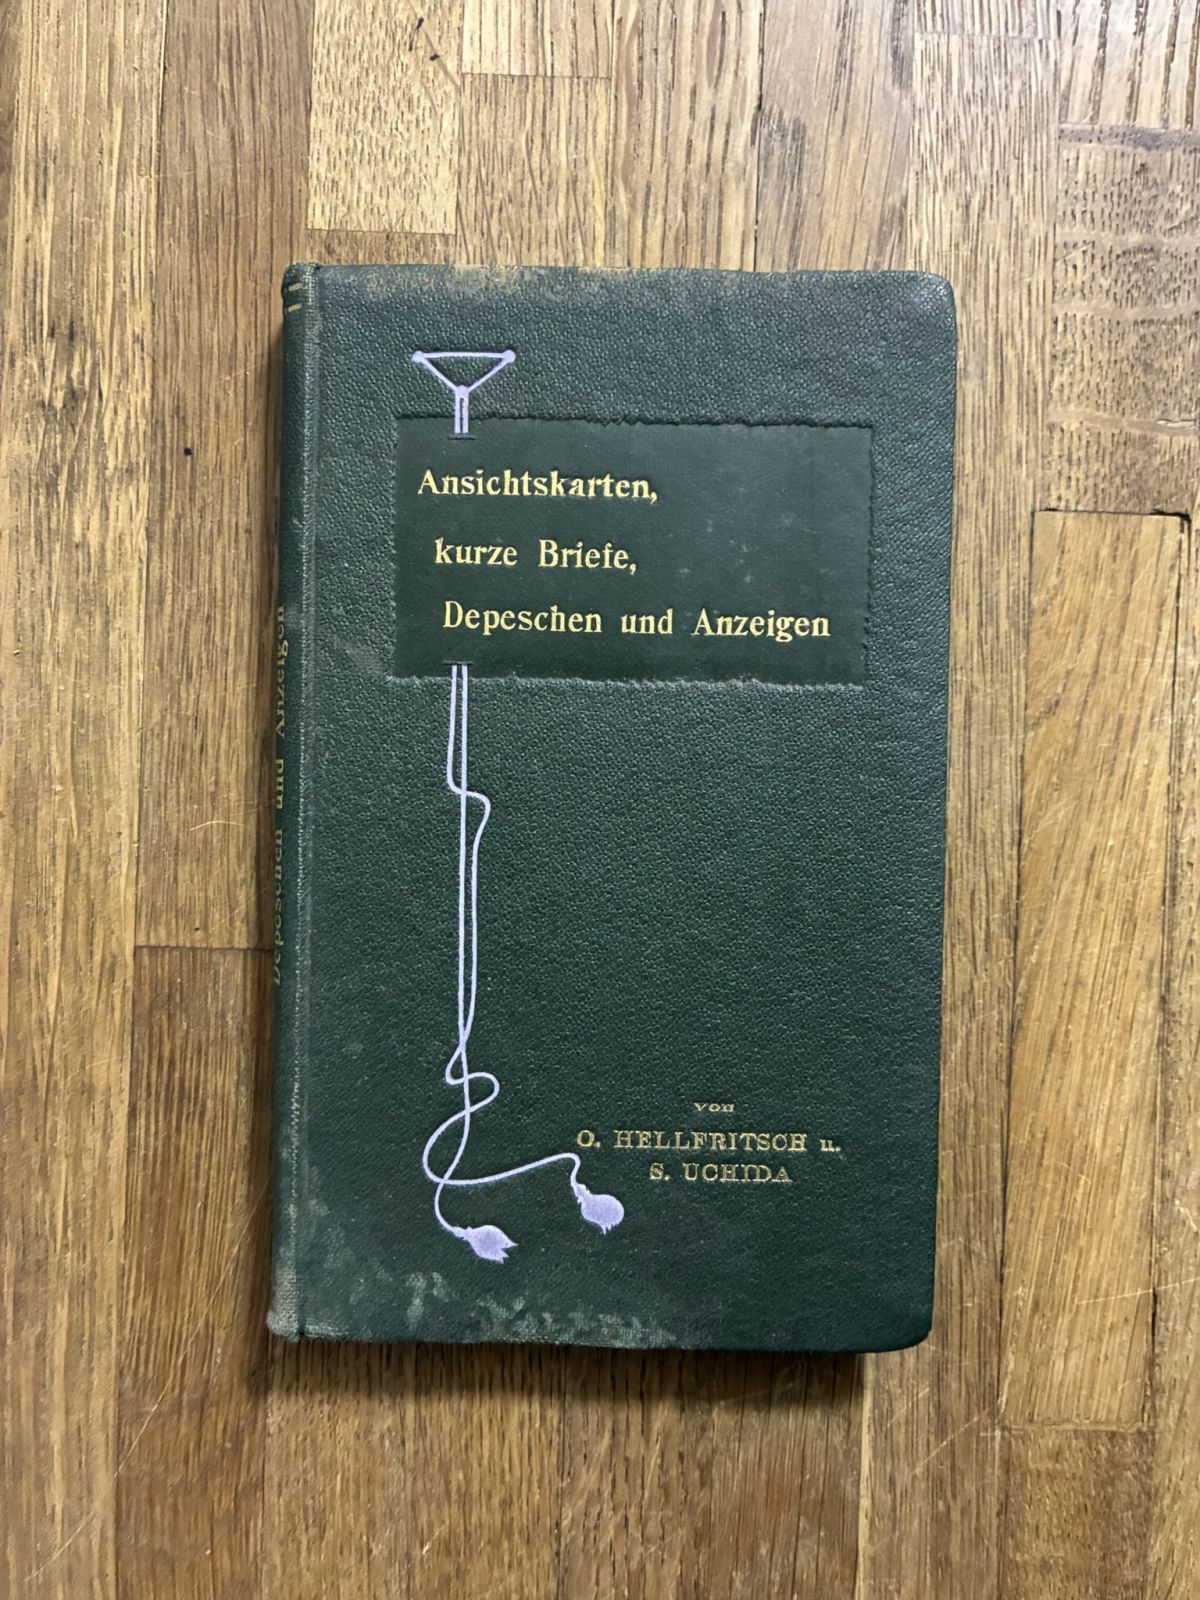 Ansichtskarten,
kurze Briefe,
Depeschen und Anzeigen
von
O. HELLFRITSCH u.
S. UCHIDA
Depeschen und Anzeigen